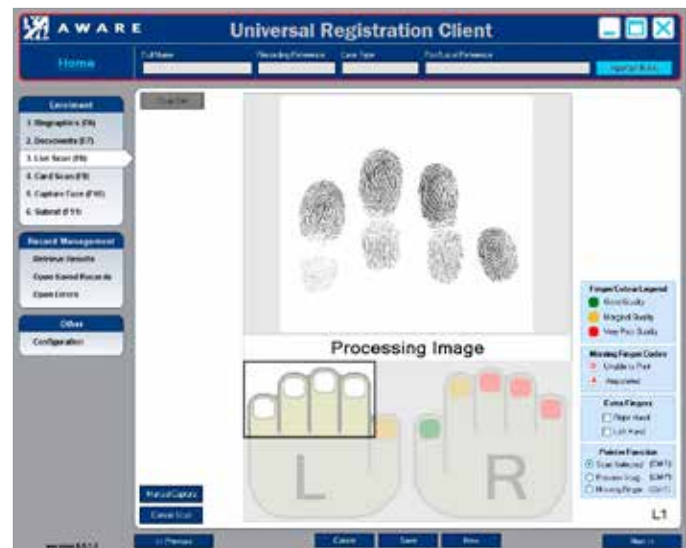 AWARE
Universal Registration Client
Home
Full Name
Case Type
Enrolment
1. Biographics (F6)
2. Documents (F7)
3. Live Scan (F8)
4. Card Scan (F9)
5. Capture Face (F10)
6. Submit (F11)
Record Management
Retrieve Results
Open Saved Records
Open Errors
Other
Configuration
Processing Image
L
R
Finger Colour Legend
Good Quality
Marginal Quality
Very Poor Quality
Missing Finger Codes
Unable to Print
Amputated
Extra Fingers
Right Hand
Left Hand
Pointer Function
Scan Selected
Missing Finger
Manual Capture
Cancel Scan
L1
<< Previous
Save
Next >>